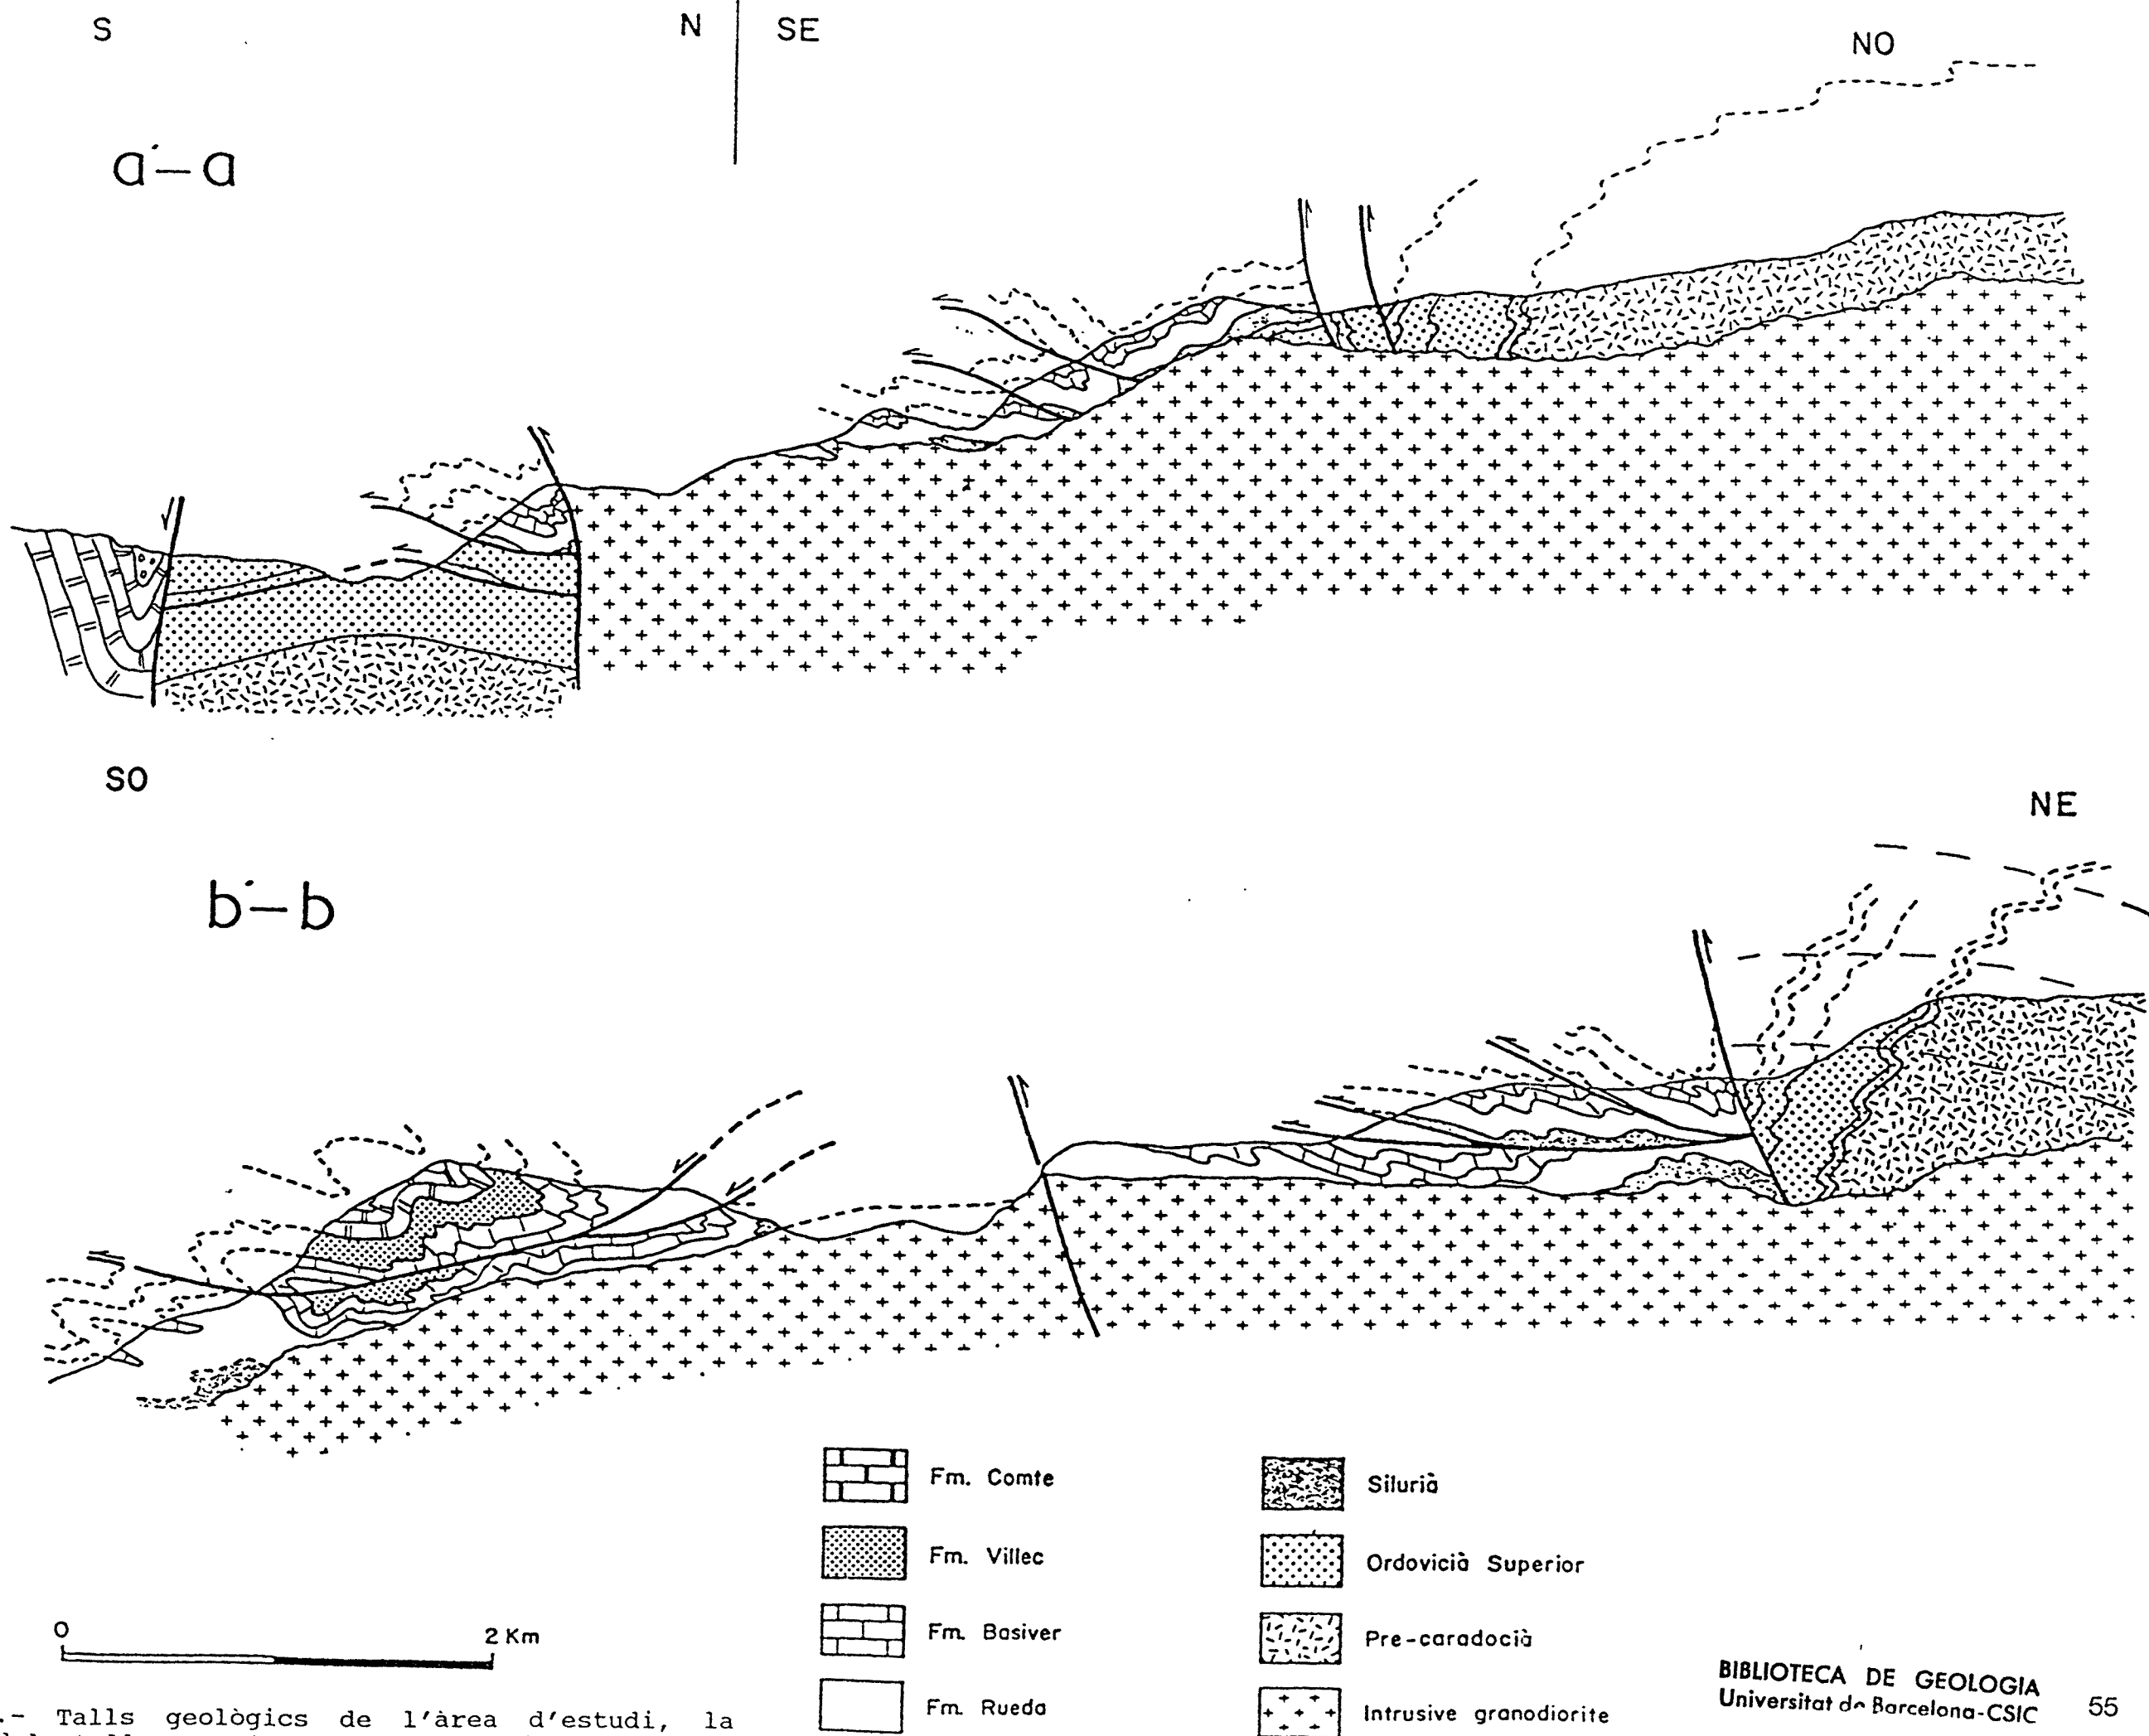 S N SE NO
a'—a
SO NE
b'—b
Fm. Comte
Fm. Villec
Fm. Basiver
Fm. Rueda
Silurià
Ordovicià Superior
Pre-caradocià
Intrusive granodiorite
0 2 Km
.- Talls geològics de l'àrea d'estudi, la
BIBLIOTECA DE GEOLOGIA
Universitat de Barcelona-CSIC
55